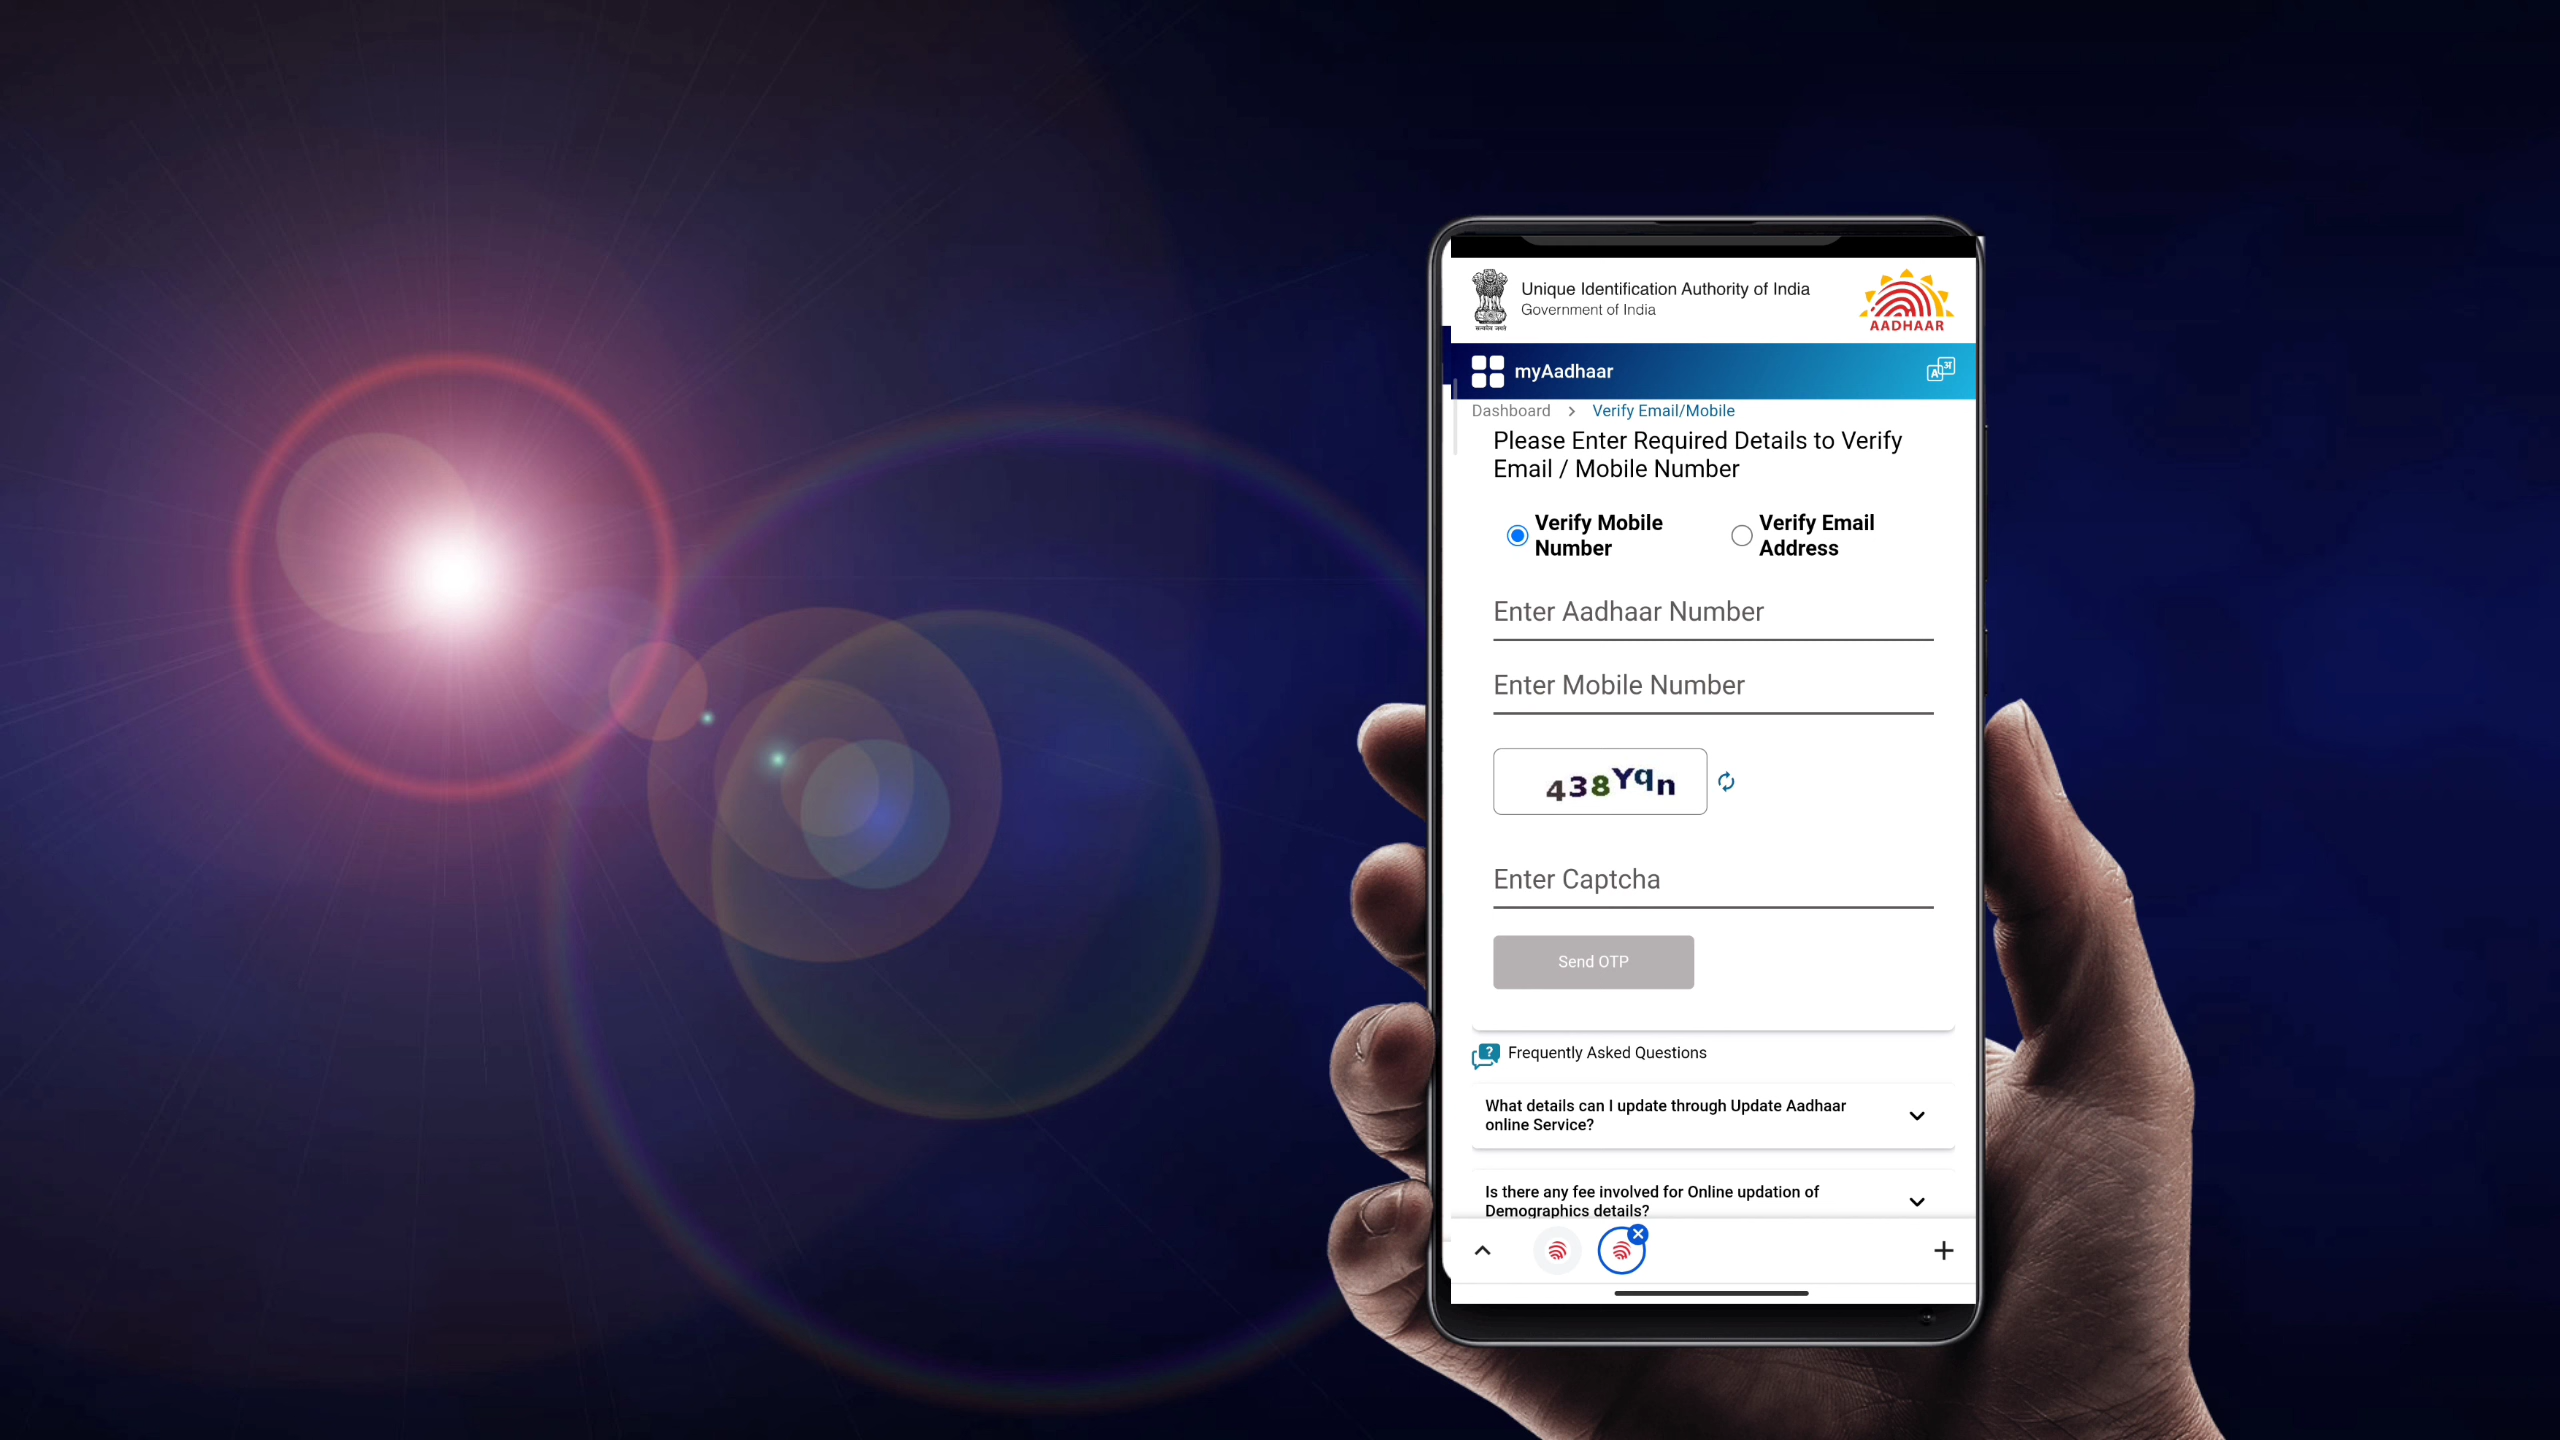 Unique Identification Authority of India
Government of India
सत्यमेव जयते
AADHAAR
myAadhaar
A अ
Dashboard > Verify Email/Mobile
Please Enter Required Details to Verify
Email / Mobile Number
Verify Mobile
Number
Verify Email
Address
Enter Aadhaar Number
Enter Mobile Number
438Yqn
Enter Captcha
Send OTP
? Frequently Asked Questions
What details can I update through Update Aadhaar
online Service?
Is there any fee involved for Online updation of
Demographics details?